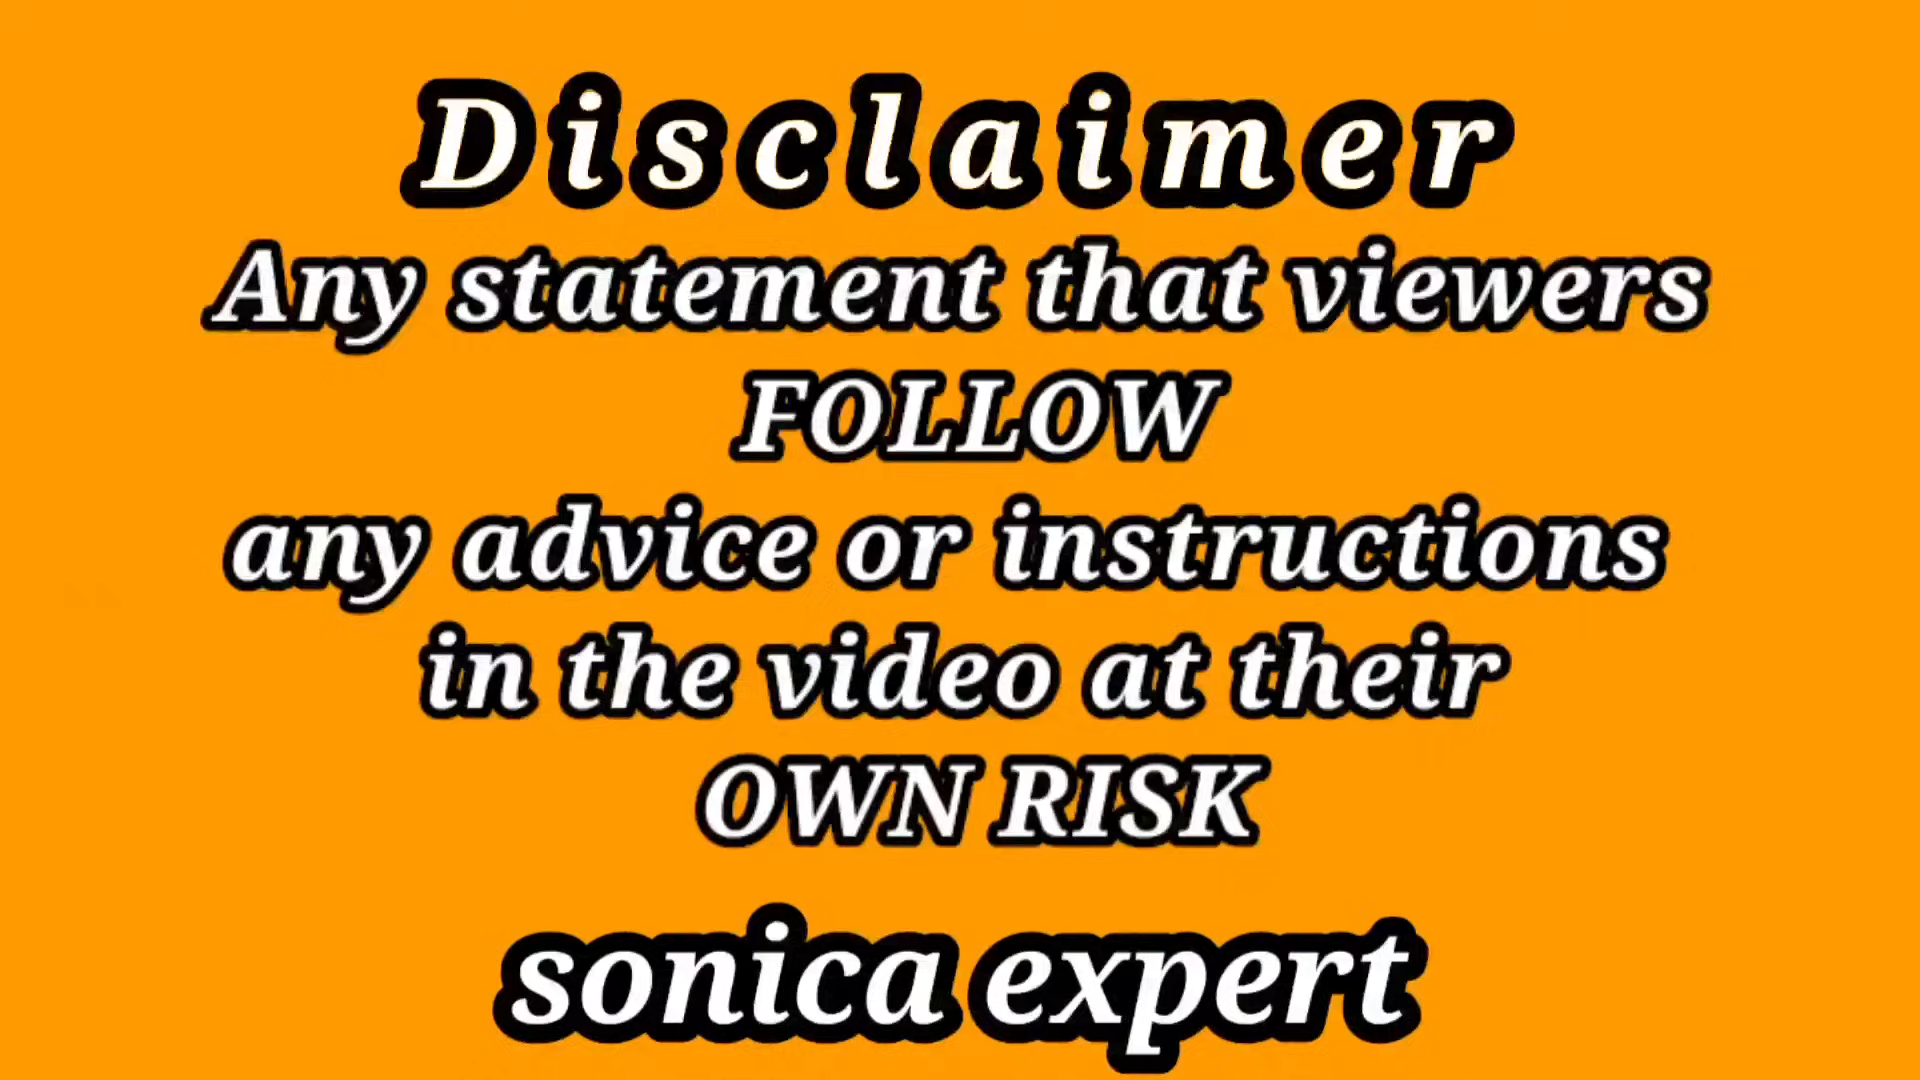 Disclaimer
Any statement that viewers
FOLLOW
any advice or instructions
in the video at their
OWN RISK
sonica expert